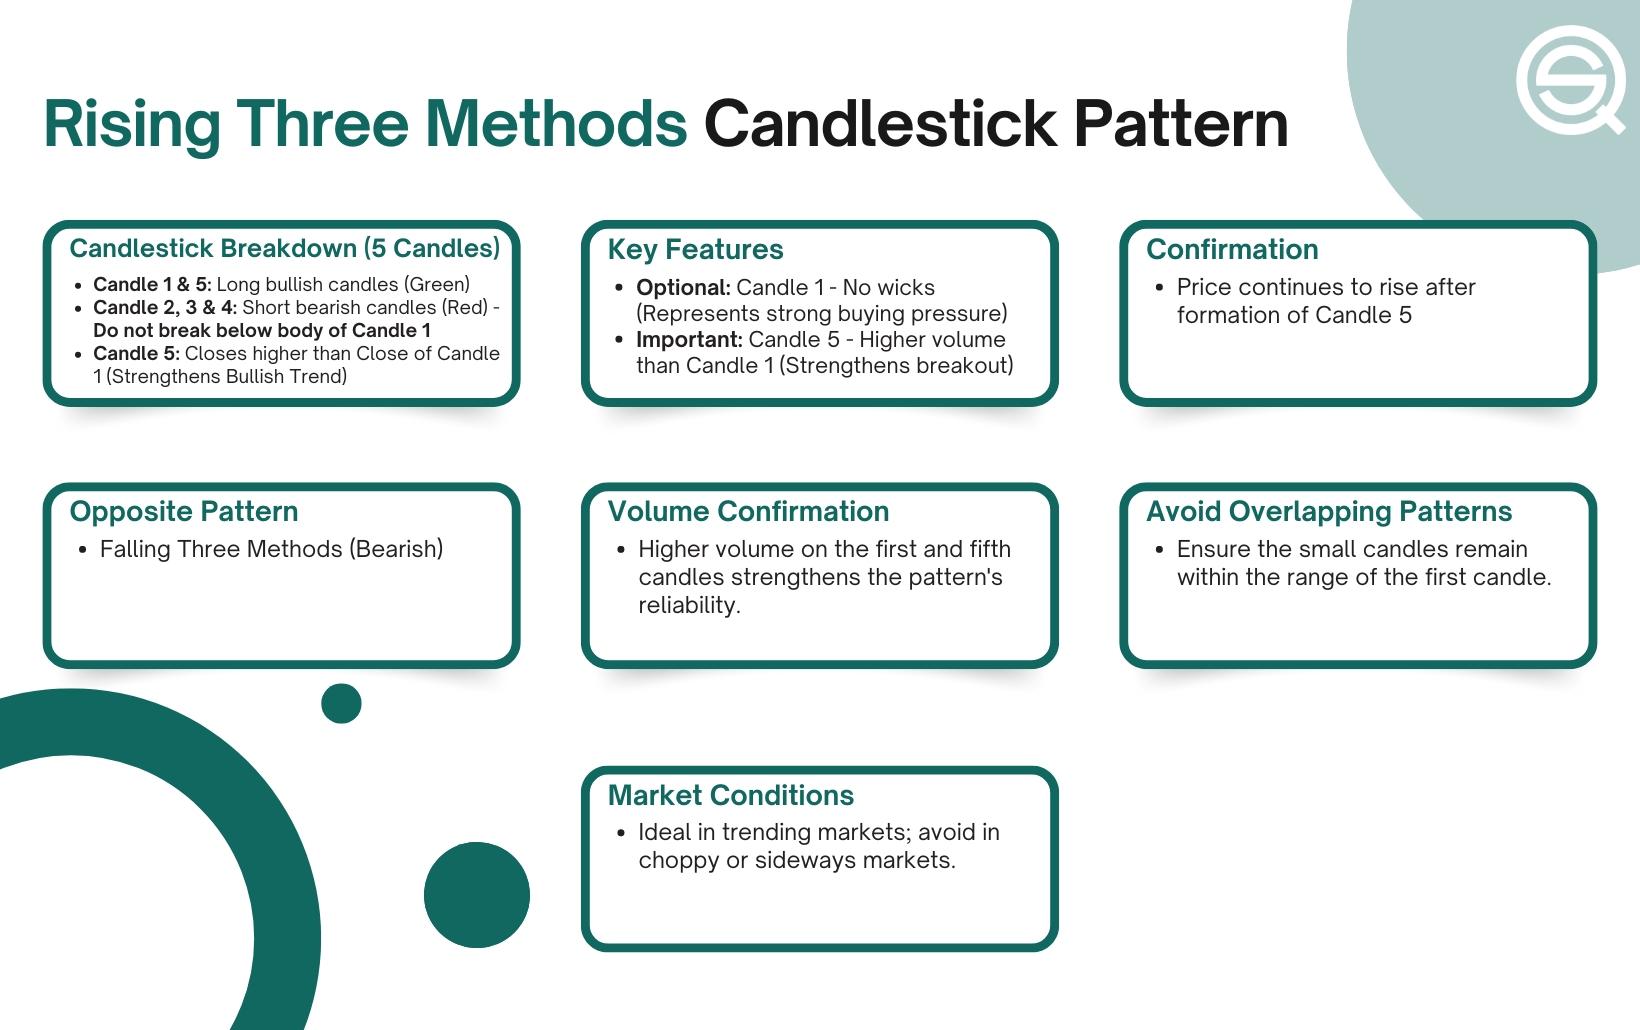 Rising Three Methods Candlestick Pattern
Candlestick Breakdown (5 Candles)
• Candle 1 & 5: Long bullish candles (Green)
• Candle 2, 3 & 4: Short bearish candles (Red) -
Do not break below body of Candle 1
• Candle 5: Closes higher than Close of Candle
1 (Strengthens Bullish Trend)
Key Features
• Optional: Candle 1 - No wicks
(Represents strong buying pressure)
• Important: Candle 5 - Higher volume
than Candle 1 (Strengthens breakout)
Confirmation
• Price continues to rise after
formation of Candle 5
Opposite Pattern
• Falling Three Methods (Bearish)
Volume Confirmation
• Higher volume on the first and fifth
candles strengthens the pattern's
reliability.
Avoid Overlapping Patterns
• Ensure the small candles remain
within the range of the first candle.
Market Conditions
• Ideal in trending markets; avoid in
choppy or sideways markets.